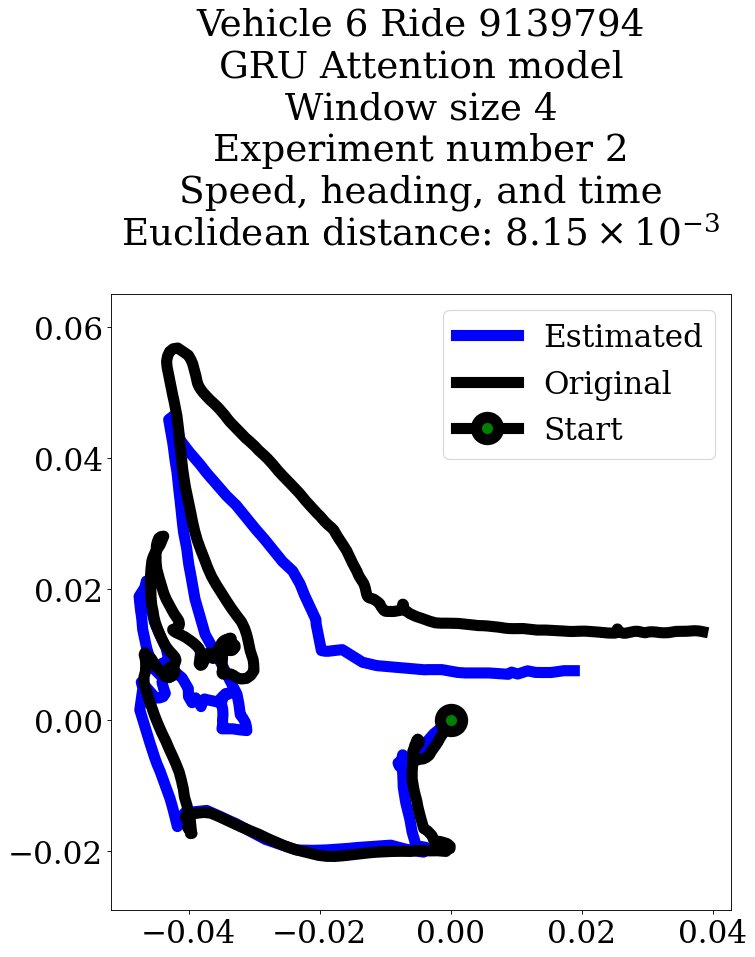 Vehicle 6 Ride 9139794
GRU Attention model
Window size 4
Experiment number 2
Speed, heading, and time
Euclidean distance: 8.15 × 10⁻³
Estimated
Original
Start
0.06
0.04
0.02
0.00
−0.02
−0.04
−0.02
0.00
0.02
0.04